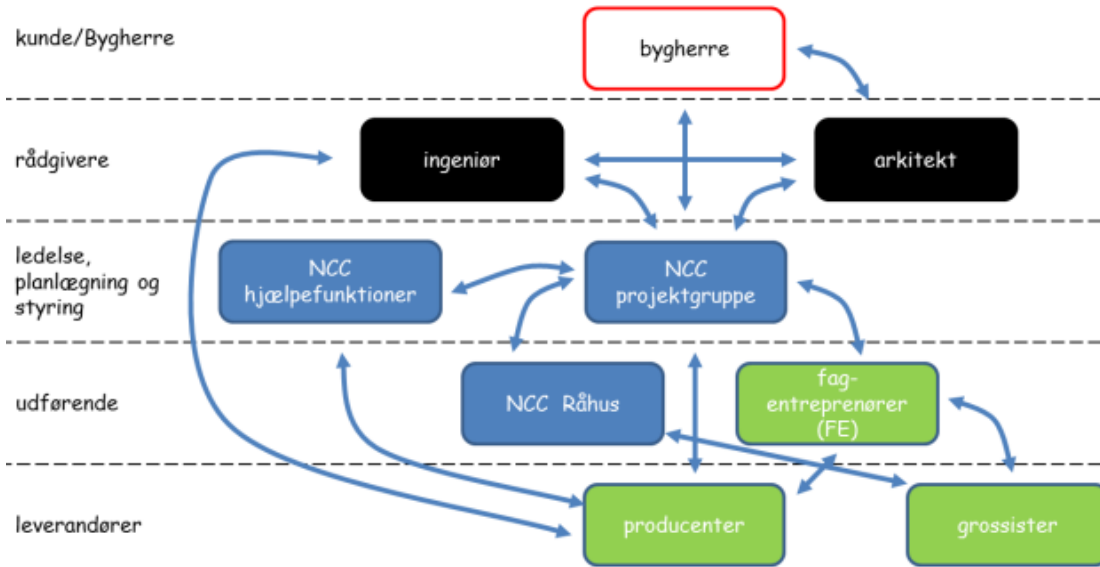 kunde/Bygherre
bygherre
rådgivere
ingeniør
arkitekt
ledelse,
planlægning og
styring
NCC
hjælpefunktioner
NCC
projektgruppe
udførende
NCC Råhus
fag-
entreprenører
(FE)
leverandører
producenter
grossister